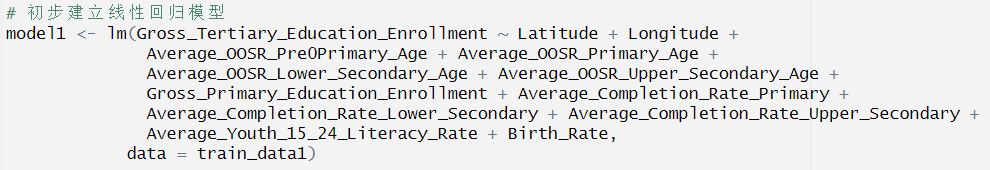 # 初步建立线性回归模型
model1 <- lm(Gross_Tertiary_Education_Enrollment ~ Latitude + Longitude +
Average_OOSR_Pre0Primary_Age + Average_OOSR_Primary_Age +
Average_OOSR_Lower_Secondary_Age + Average_OOSR_Upper_Secondary_Age +
Gross_Primary_Education_Enrollment + Average_Completion_Rate_Primary +
Average_Completion_Rate_Lower_Secondary + Average_Completion_Rate_Upper_Secondary +
Average_Youth_15_24_Literacy_Rate + Birth_Rate,
data = train_data1)